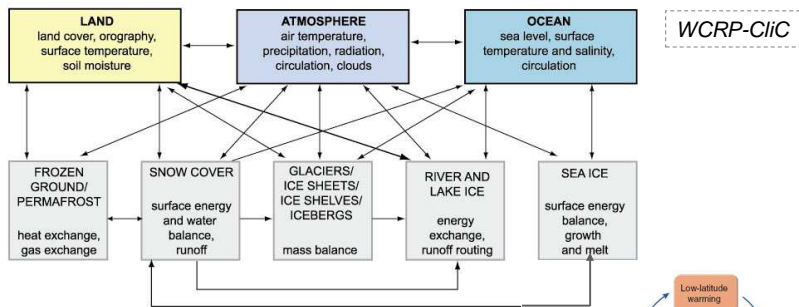 LAND
land cover, orography,
surface temperature,
soil moisture
ATMOSPHERE
air temperature,
precipitation, radiation,
circulation, clouds
OCEAN
sea level, surface
temperature and salinity,
circulation
WCRP-CliC
FROZEN
GROUND/
PERMAFROST
heat exchange,
gas exchange
SNOW COVER
surface energy
and water
balance,
runoff
GLACIERS/
ICE SHEETS/
ICE SHELVES/
ICEBERGS
mass balance
RIVER AND
LAKE ICE
energy
exchange,
runoff routing
SEA ICE
surface energy
balance,
growth
and melt
Low-latitude
warming